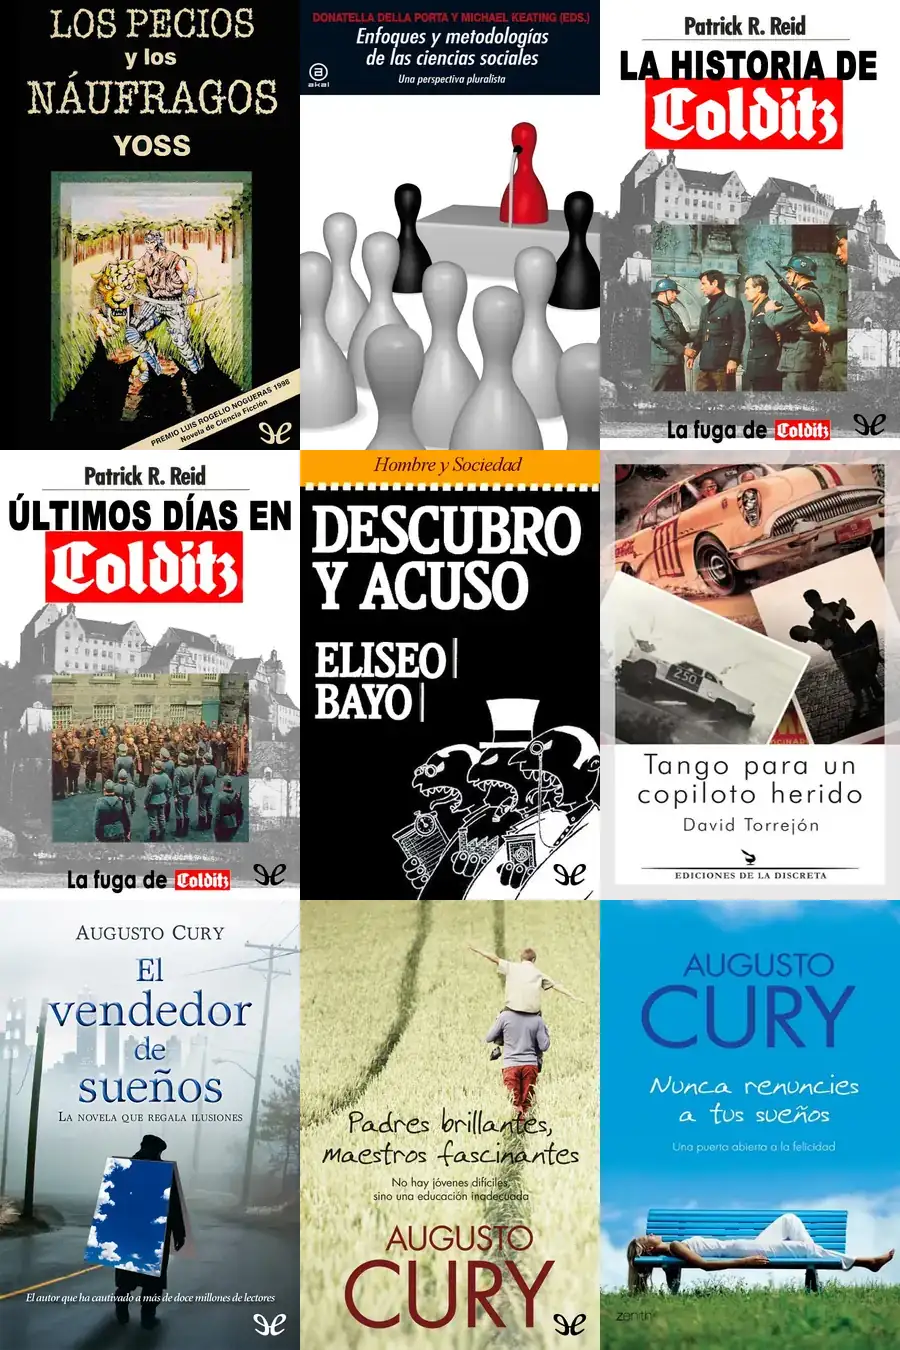 LOS PECIOS
y los
NÁUFRAGOS
YOSS
PREMIO LUIS ROGELIO NOGUERAS 1998
Novela de Ciencia Ficción
DONATELLA DELLA PORTA Y MICHAEL KEATING (EDS.)
Enfoques y metodologías
de las ciencias sociales
Una perspectiva pluralista
akal
Patrick R. Reid
LA HISTORIA DE
Colditz
La fuga de Colditz
Patrick R. Reid
ÚLTIMOS DÍAS EN
Colditz
La fuga de Colditz
Hombre y Sociedad
DESCUBRO
Y ACUSO
ELISEO
BAYO
250
Tango para un
copiloto herido
David Torrejón
EDICIONES DE LA DISCRETA
AUGUSTO CURY
El
vendedor
de
sueños
LA NOVELA QUE REGALA ILUSIONES
El autor que ha cautivado a más de doce millones de lectores
Padres brillantes,
maestros fascinantes
No hay jóvenes difíciles,
sino una educación inadecuada
AUGUSTO
CURY
AUGUSTO
CURY
Nunca renuncies
a tus sueños
Una puerta abierta a la felicidad
zenith